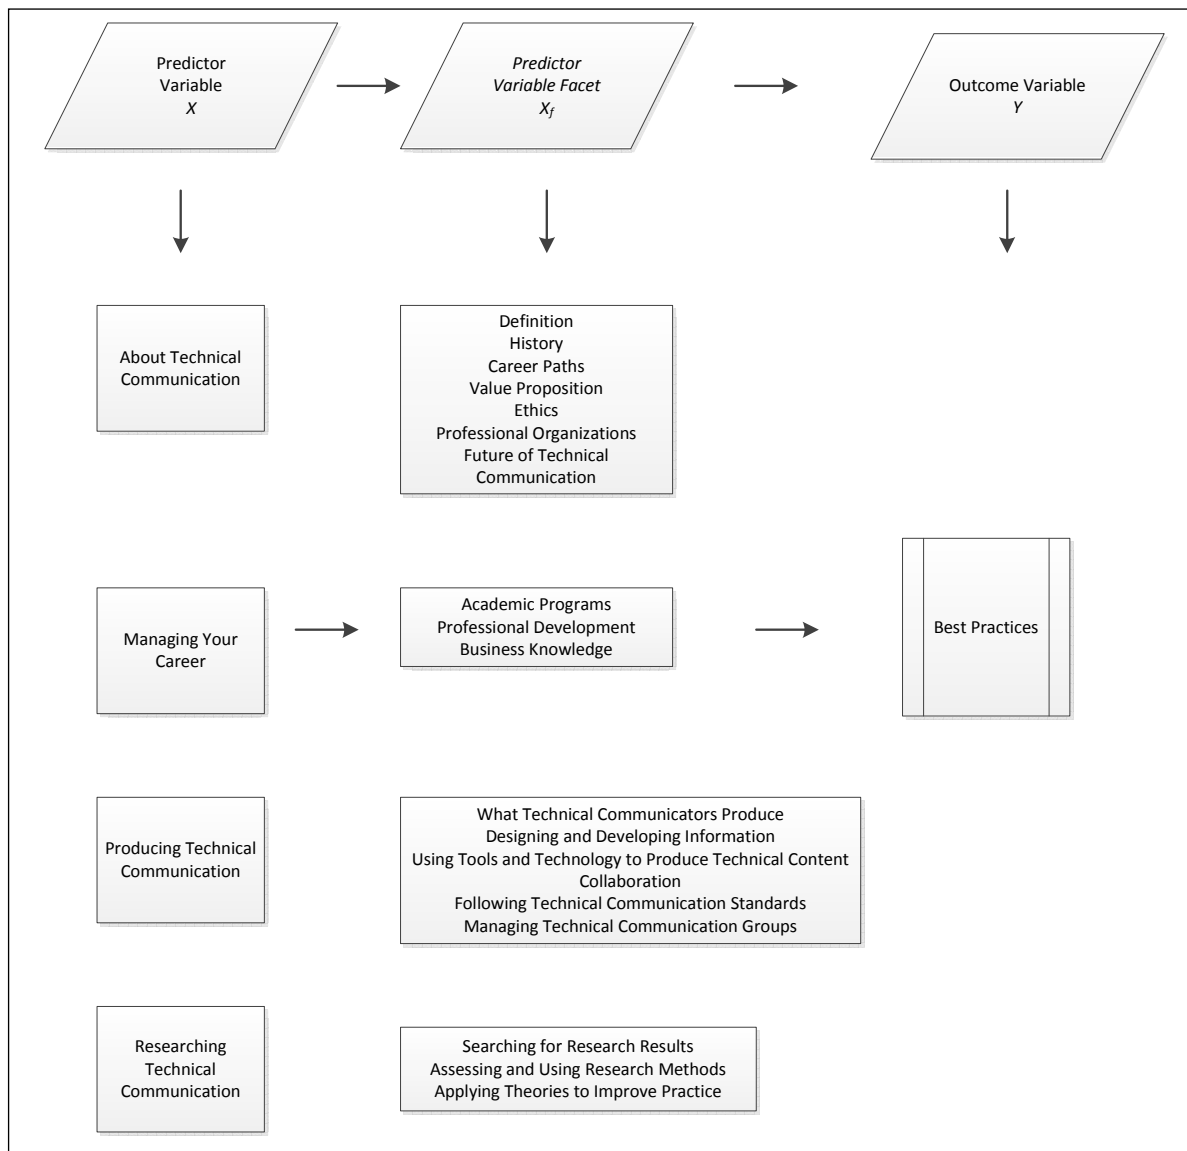 Predictor
Variable
X
Predictor
Variable Facet
Xf
Outcome Variable
Y
About Technical
Communication
Definition
History
Career Paths
Value Proposition
Ethics
Professional Organizations
Future of Technical
Communication
Managing Your
Career
Academic Programs
Professional Development
Business Knowledge
Best Practices
Producing Technical
Communication
What Technical Communicators Produce
Designing and Developing Information
Using Tools and Technology to Produce Technical Content
Collaboration
Following Technical Communication Standards
Managing Technical Communication Groups
Researching
Technical
Communication
Searching for Research Results
Assessing and Using Research Methods
Applying Theories to Improve Practice